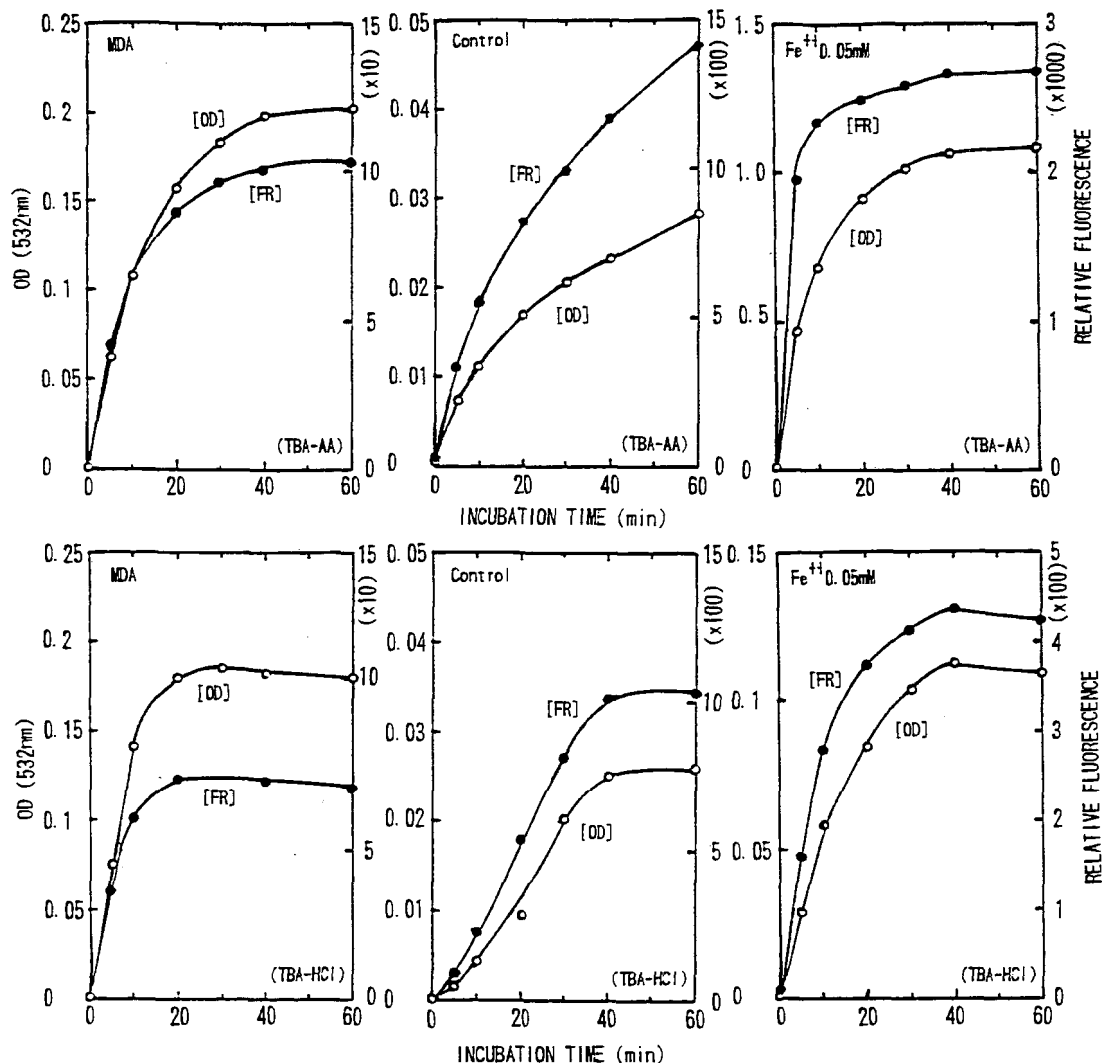 MDA
Control
Fe++ 0.05mM
0.25
0.2
0.15
0.1
0.05
0
15
(x10)
10
5
0
0.05
0.04
0.03
0.02
0.01
0
15
(x100)
10
5
0
1.5
1.0
0.5
0
3
(x1000)
2
1
0
[OD]
[FR]
[FR]
[OD]
[FR]
[OD]
(TBA-AA)
(TBA-AA)
(TBA-AA)
OD (532nm)
RELATIVE FLUORESCENCE
0 20 40 60
0 20 40 60
0 20 40 60
INCUBATION TIME (min)
MDA
Control
Fe++ 0.05mM
0.25
0.2
0.15
0.1
0.05
0
15
(x10)
10
5
0
0.05
0.04
0.03
0.02
0.01
0
15
(x100)
10
5
0
0.15
0.1
0.05
0
5
(x100)
4
3
2
1
0
[OD]
[FR]
[FR]
[OD]
[FR]
[OD]
(TBA-HCl)
(TBA-HCl)
(TBA-HCl)
OD (532nm)
RELATIVE FLUORESCENCE
0 20 40 60
0 20 40 60
0 20 40 60
INCUBATION TIME (min)